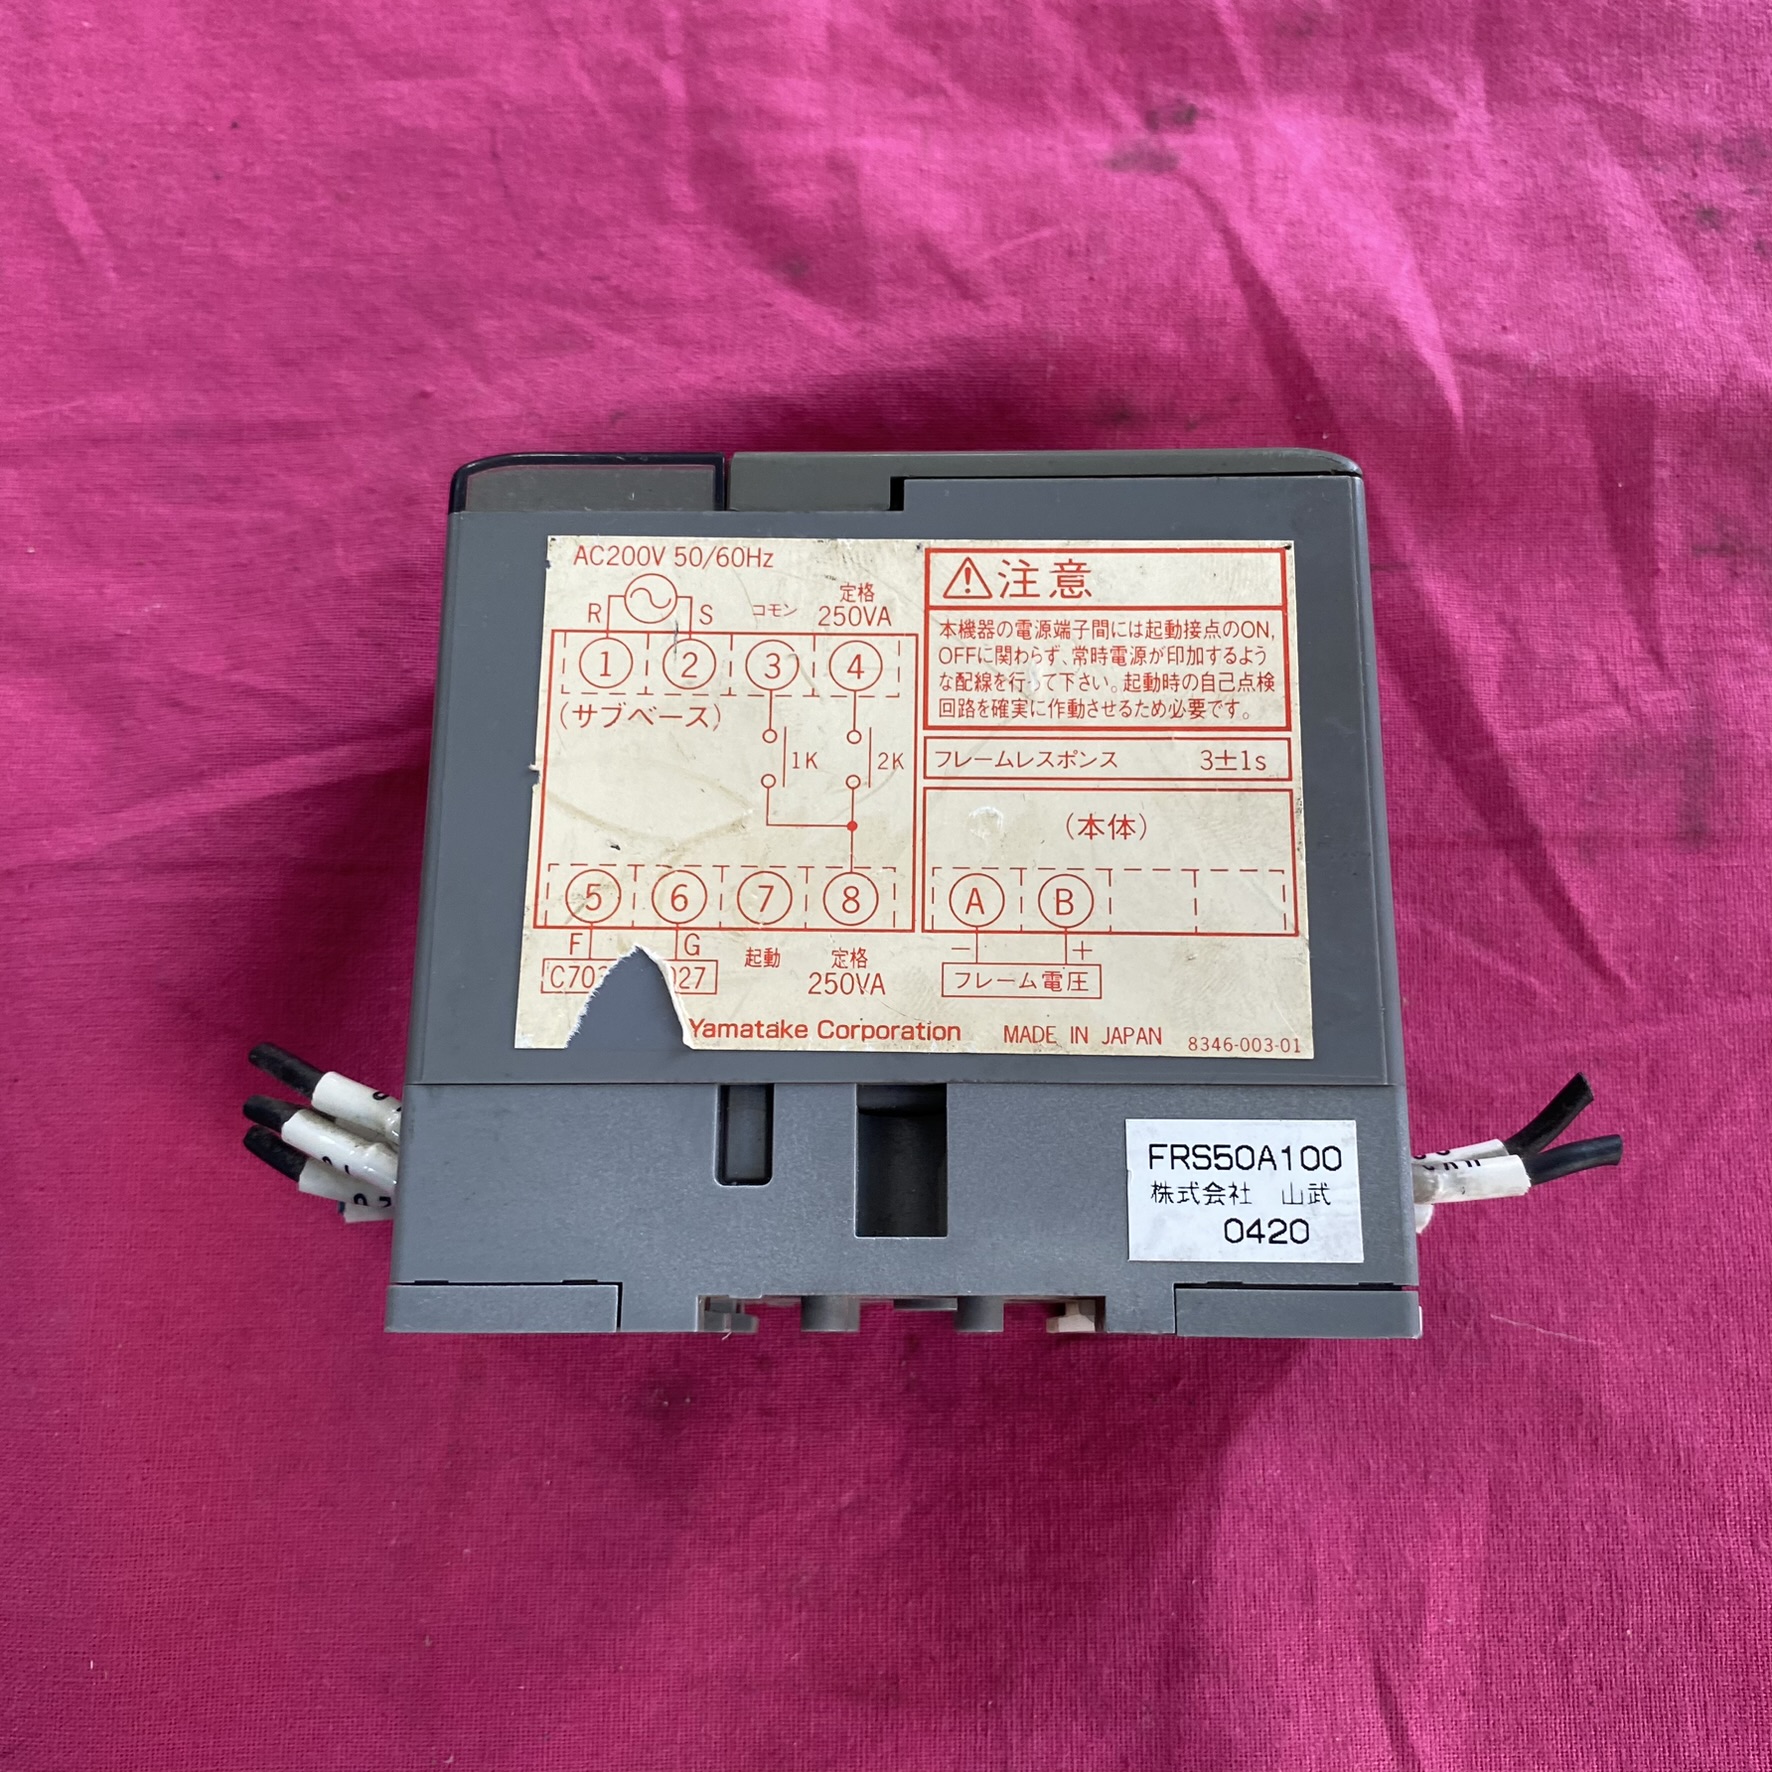 AC200V 50/60Hz
R S コモン 定格
250VA
1 2 3 4
(サブベース)
1K 2K
5 6 7 8
F G 起動 定格
250VA
Yamatake Corporation MADE IN JAPAN 8346-003-01
注意
本機器の電源端子間には起動接点のON,
OFFに関わらず、常時電源が印加するよう
な配線を行って下さい。起動時の自己点検
回路を確実に作動させるため必要です。
フレームレスポンス 3±1s
(本体)
A B
- +
フレーム電圧
FRS50A100
株式会社 山武
0420